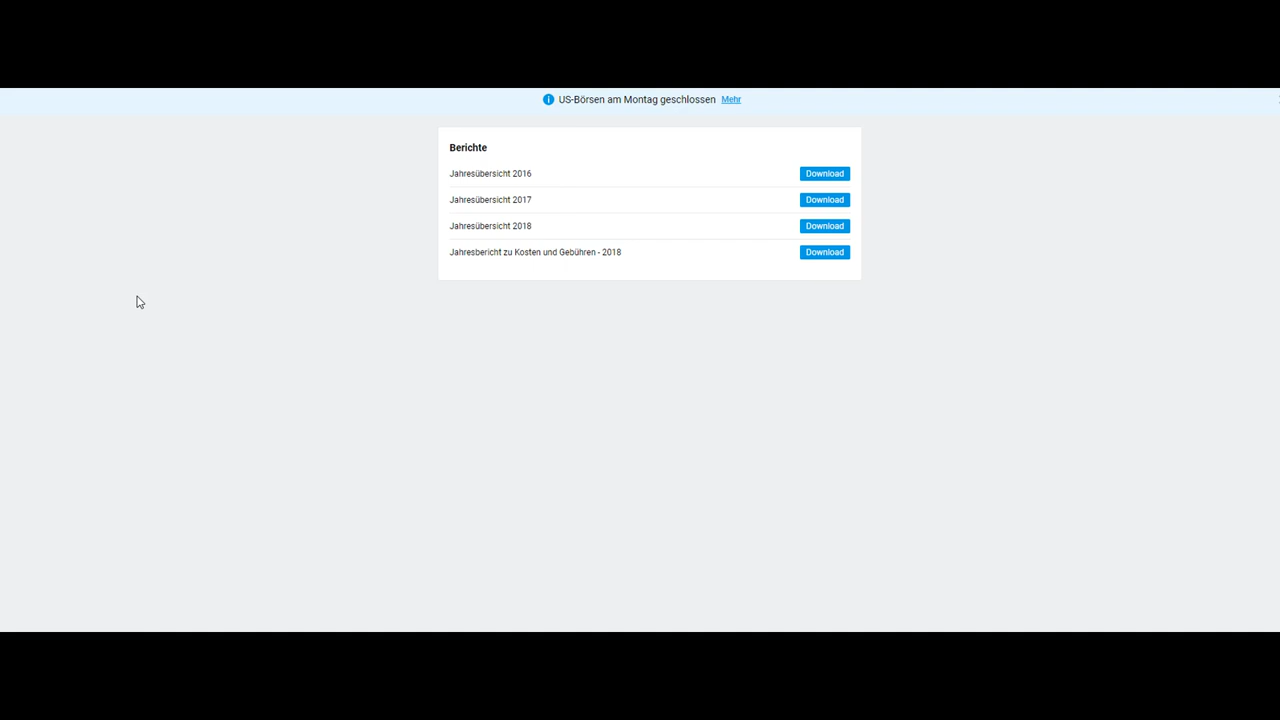 US-Börsen am Montag geschlossen Mehr
Berichte
Jahresübersicht 2016 Download
Jahresübersicht 2017 Download
Jahresübersicht 2018 Download
Jahresbericht zu Kosten und Gebühren - 2018 Download